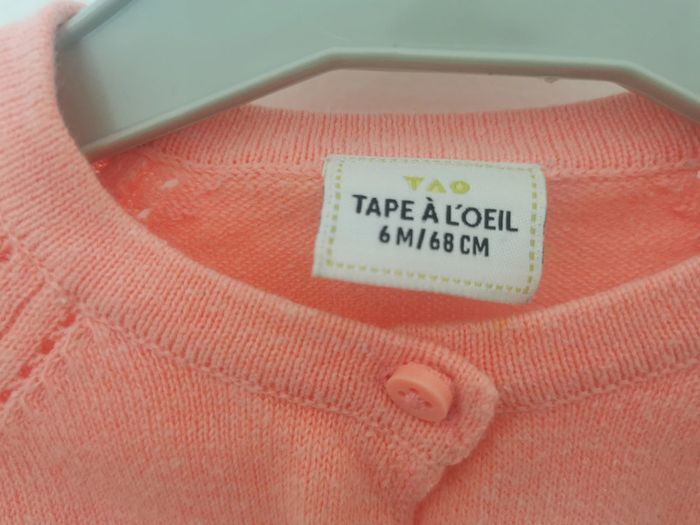 TAO
TAPE À L'OEIL
6 M/68 CM